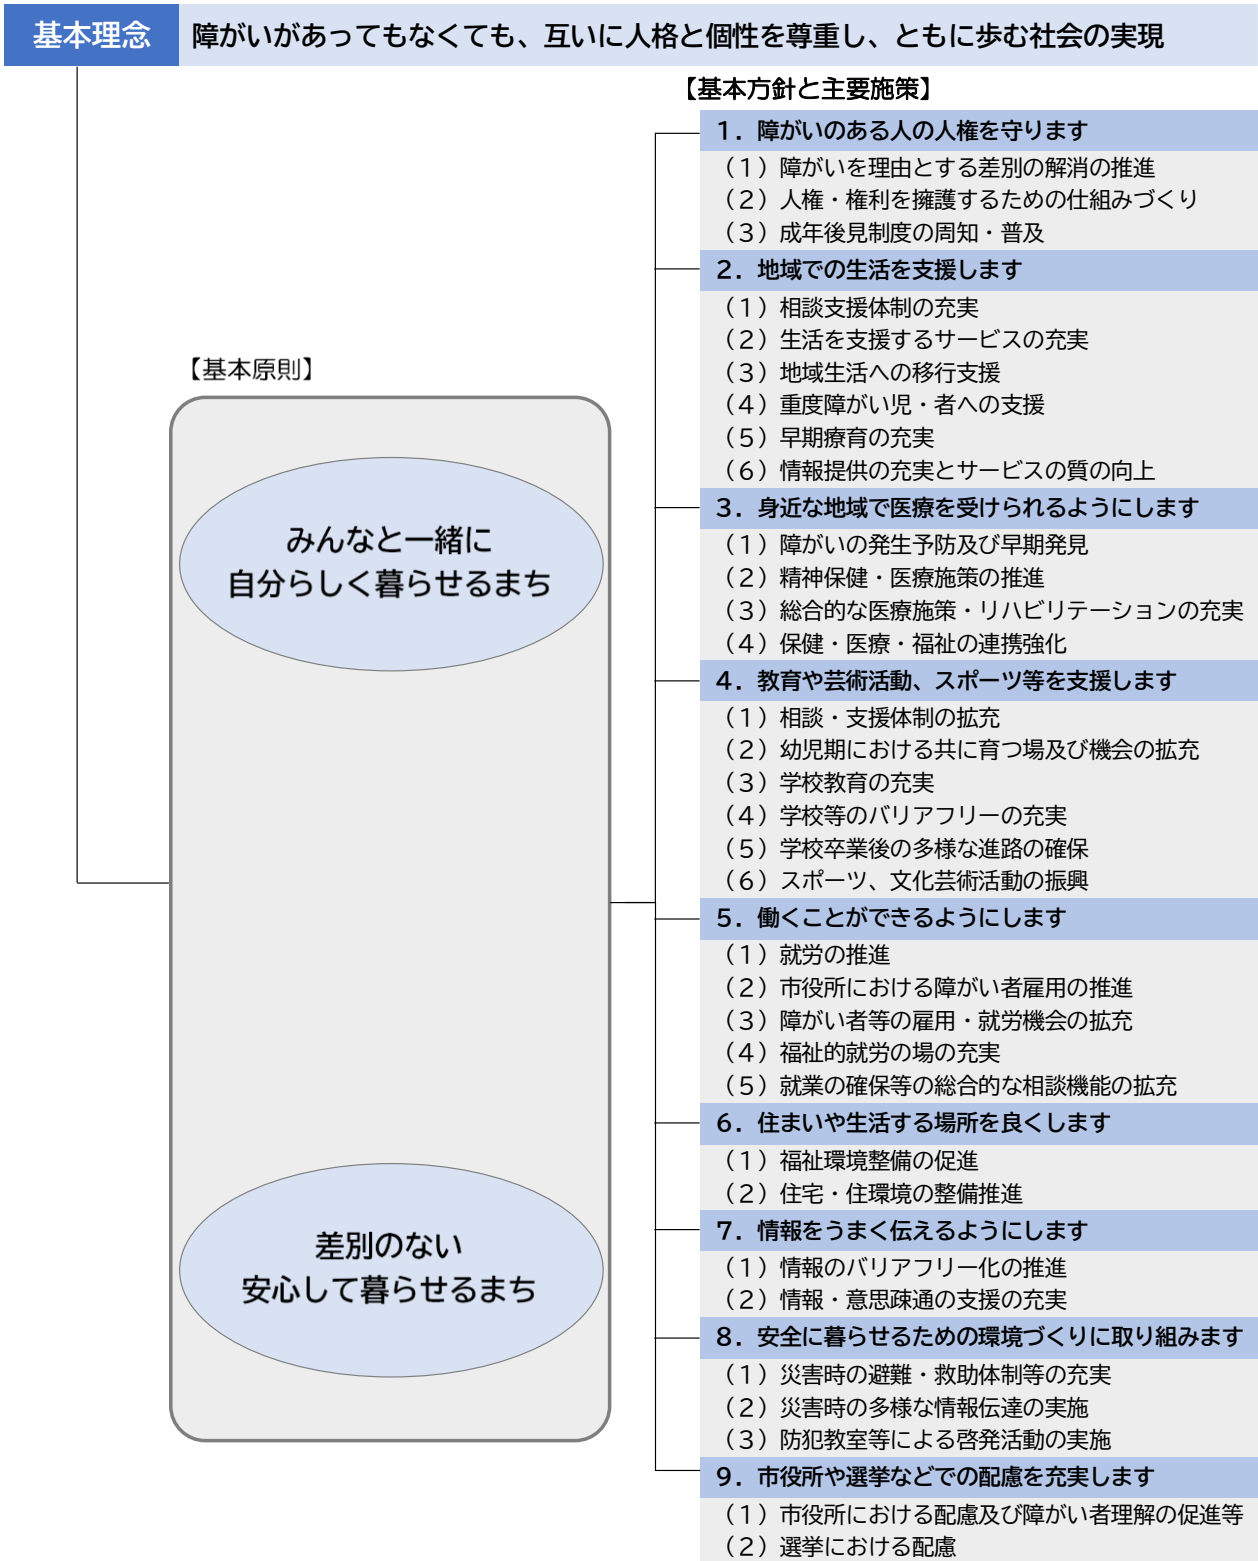 基本理念
障がいがあってもなくても、互いに人格と個性を尊重し、ともに歩む社会の実現
【基本原則】
みんなと一緒に
自分らしく暮らせるまち
差別のない
安心して暮らせるまち
【基本方針と主要施策】
1．障がいのある人の人権を守ります
（1）障がいを理由とする差別の解消の推進
（2）人権・権利を擁護するための仕組みづくり
（3）成年後見制度の周知・普及
2．地域での生活を支援します
（1）相談支援体制の充実
（2）生活を支援するサービスの充実
（3）地域生活への移行支援
（4）重度障がい児・者への支援
（5）早期療育の充実
（6）情報提供の充実とサービスの質の向上
3．身近な地域で医療を受けられるようにします
（1）障がいの発生予防及び早期発見
（2）精神保健・医療施策の推進
（3）総合的な医療施策・リハビリテーションの充実
（4）保健・医療・福祉の連携強化
4．教育や芸術活動、スポーツ等を支援します
（1）相談・支援体制の拡充
（2）幼児期における共に育つ場及び機会の拡充
（3）学校教育の充実
（4）学校等のバリアフリーの充実
（5）学校卒業後の多様な進路の確保
（6）スポーツ、文化芸術活動の振興
5．働くことができるようにします
（1）就労の推進
（2）市役所における障がい者雇用の推進
（3）障がい者等の雇用・就労機会の拡充
（4）福祉的就労の場の充実
（5）就業の確保等の総合的な相談機能の拡充
6．住まいや生活する場所を良くします
（1）福祉環境整備の促進
（2）住宅・住環境の整備推進
7．情報をうまく伝えるようにします
（1）情報のバリアフリー化の推進
（2）情報・意思疎通の支援の充実
8．安全に暮らせるための環境づくりに取り組みます
（1）災害時の避難・救助体制等の充実
（2）災害時の多様な情報伝達の実施
（3）防犯教室等による啓発活動の実施
9．市役所や選挙などでの配慮を充実します
（1）市役所における配慮及び障がい者理解の促進等
（2）選挙における配慮